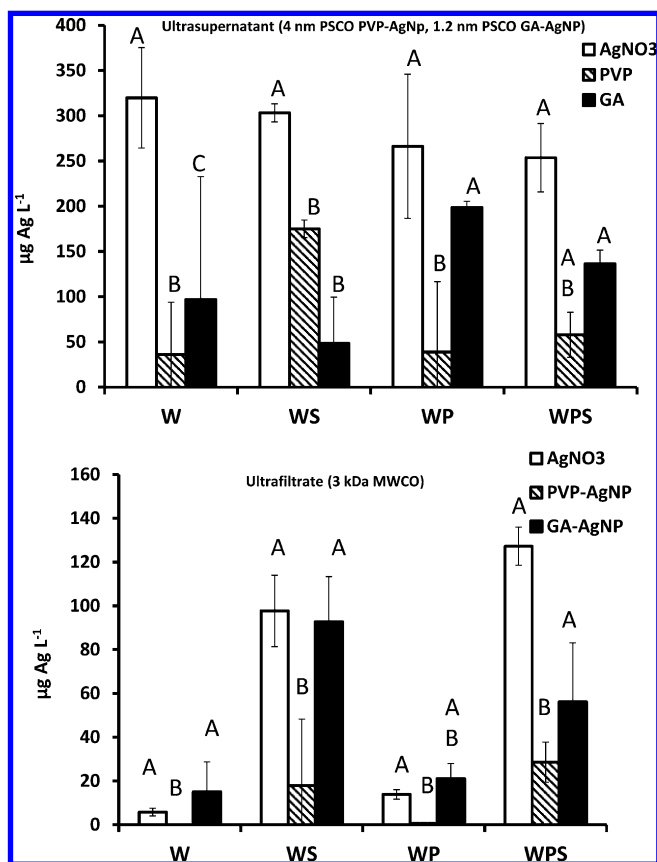 Ultrasupernatant (4 nm PSCO PVP-AgNp, 1.2 nm PSCO GA-AgNP)
AgNO3
PVP
GA
µg Ag L-1
400
350
300
250
200
150
100
50
0
A
B
C
A
B
B
A
B
A
A
A
B
A
W
WS
WP
WPS
Ultrafiltrate (3 kDa MWCO)
AgNO3
PVP-AgNP
GA-AgNP
µg Ag L-1
160
140
120
100
80
60
40
20
0
A
B
A
A
B
A
A
B
A
B
A
B
A
W
WS
WP
WPS